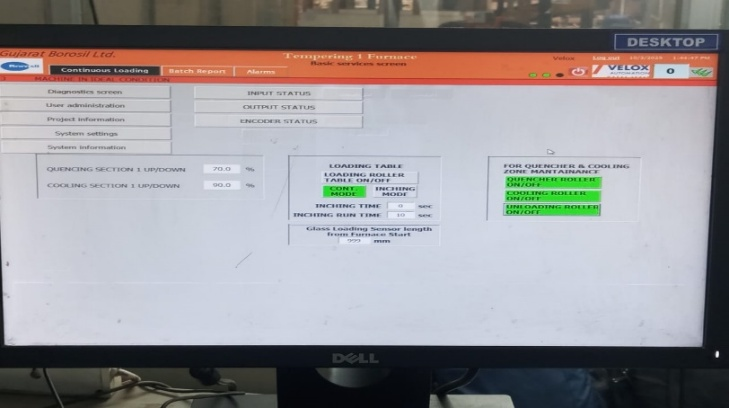 DESKTOP
Gujarat Borosil Ltd.
Tempering 1 Furnace
Basic services screen
Velox
Log out
VELOX
AUTOMATION
0
Continuous Loading
Batch Report
Alarms
MACHINE IN IDEAL CONDITION
Diagnostics screen
User administration
Project information
System settings
System information
INPUT STATUS
OUTPUT STATUS
ENCODER STATUS
QUENCING SECTION 1 UP/DOWN 70.0 %
COOLING SECTION 1 UP/DOWN 90.0 %
LOADING TABLE
LOADING ROLLER
TABLE ON/OFF
CONT. MODE
INCHING MODE
INCHING TIME 0 sec
INCHING RUN TIME 10 sec
Glass Loading Sensor length
from Furnace Start
999 mm
FOR QUENCHER & COOLING
ZONE MANTAINANCE
QUENCHER ROLLER
ON/OFF
COOLING ROLLER
ON/OFF
UNLOADING ROLLER
ON/OFF
DELL